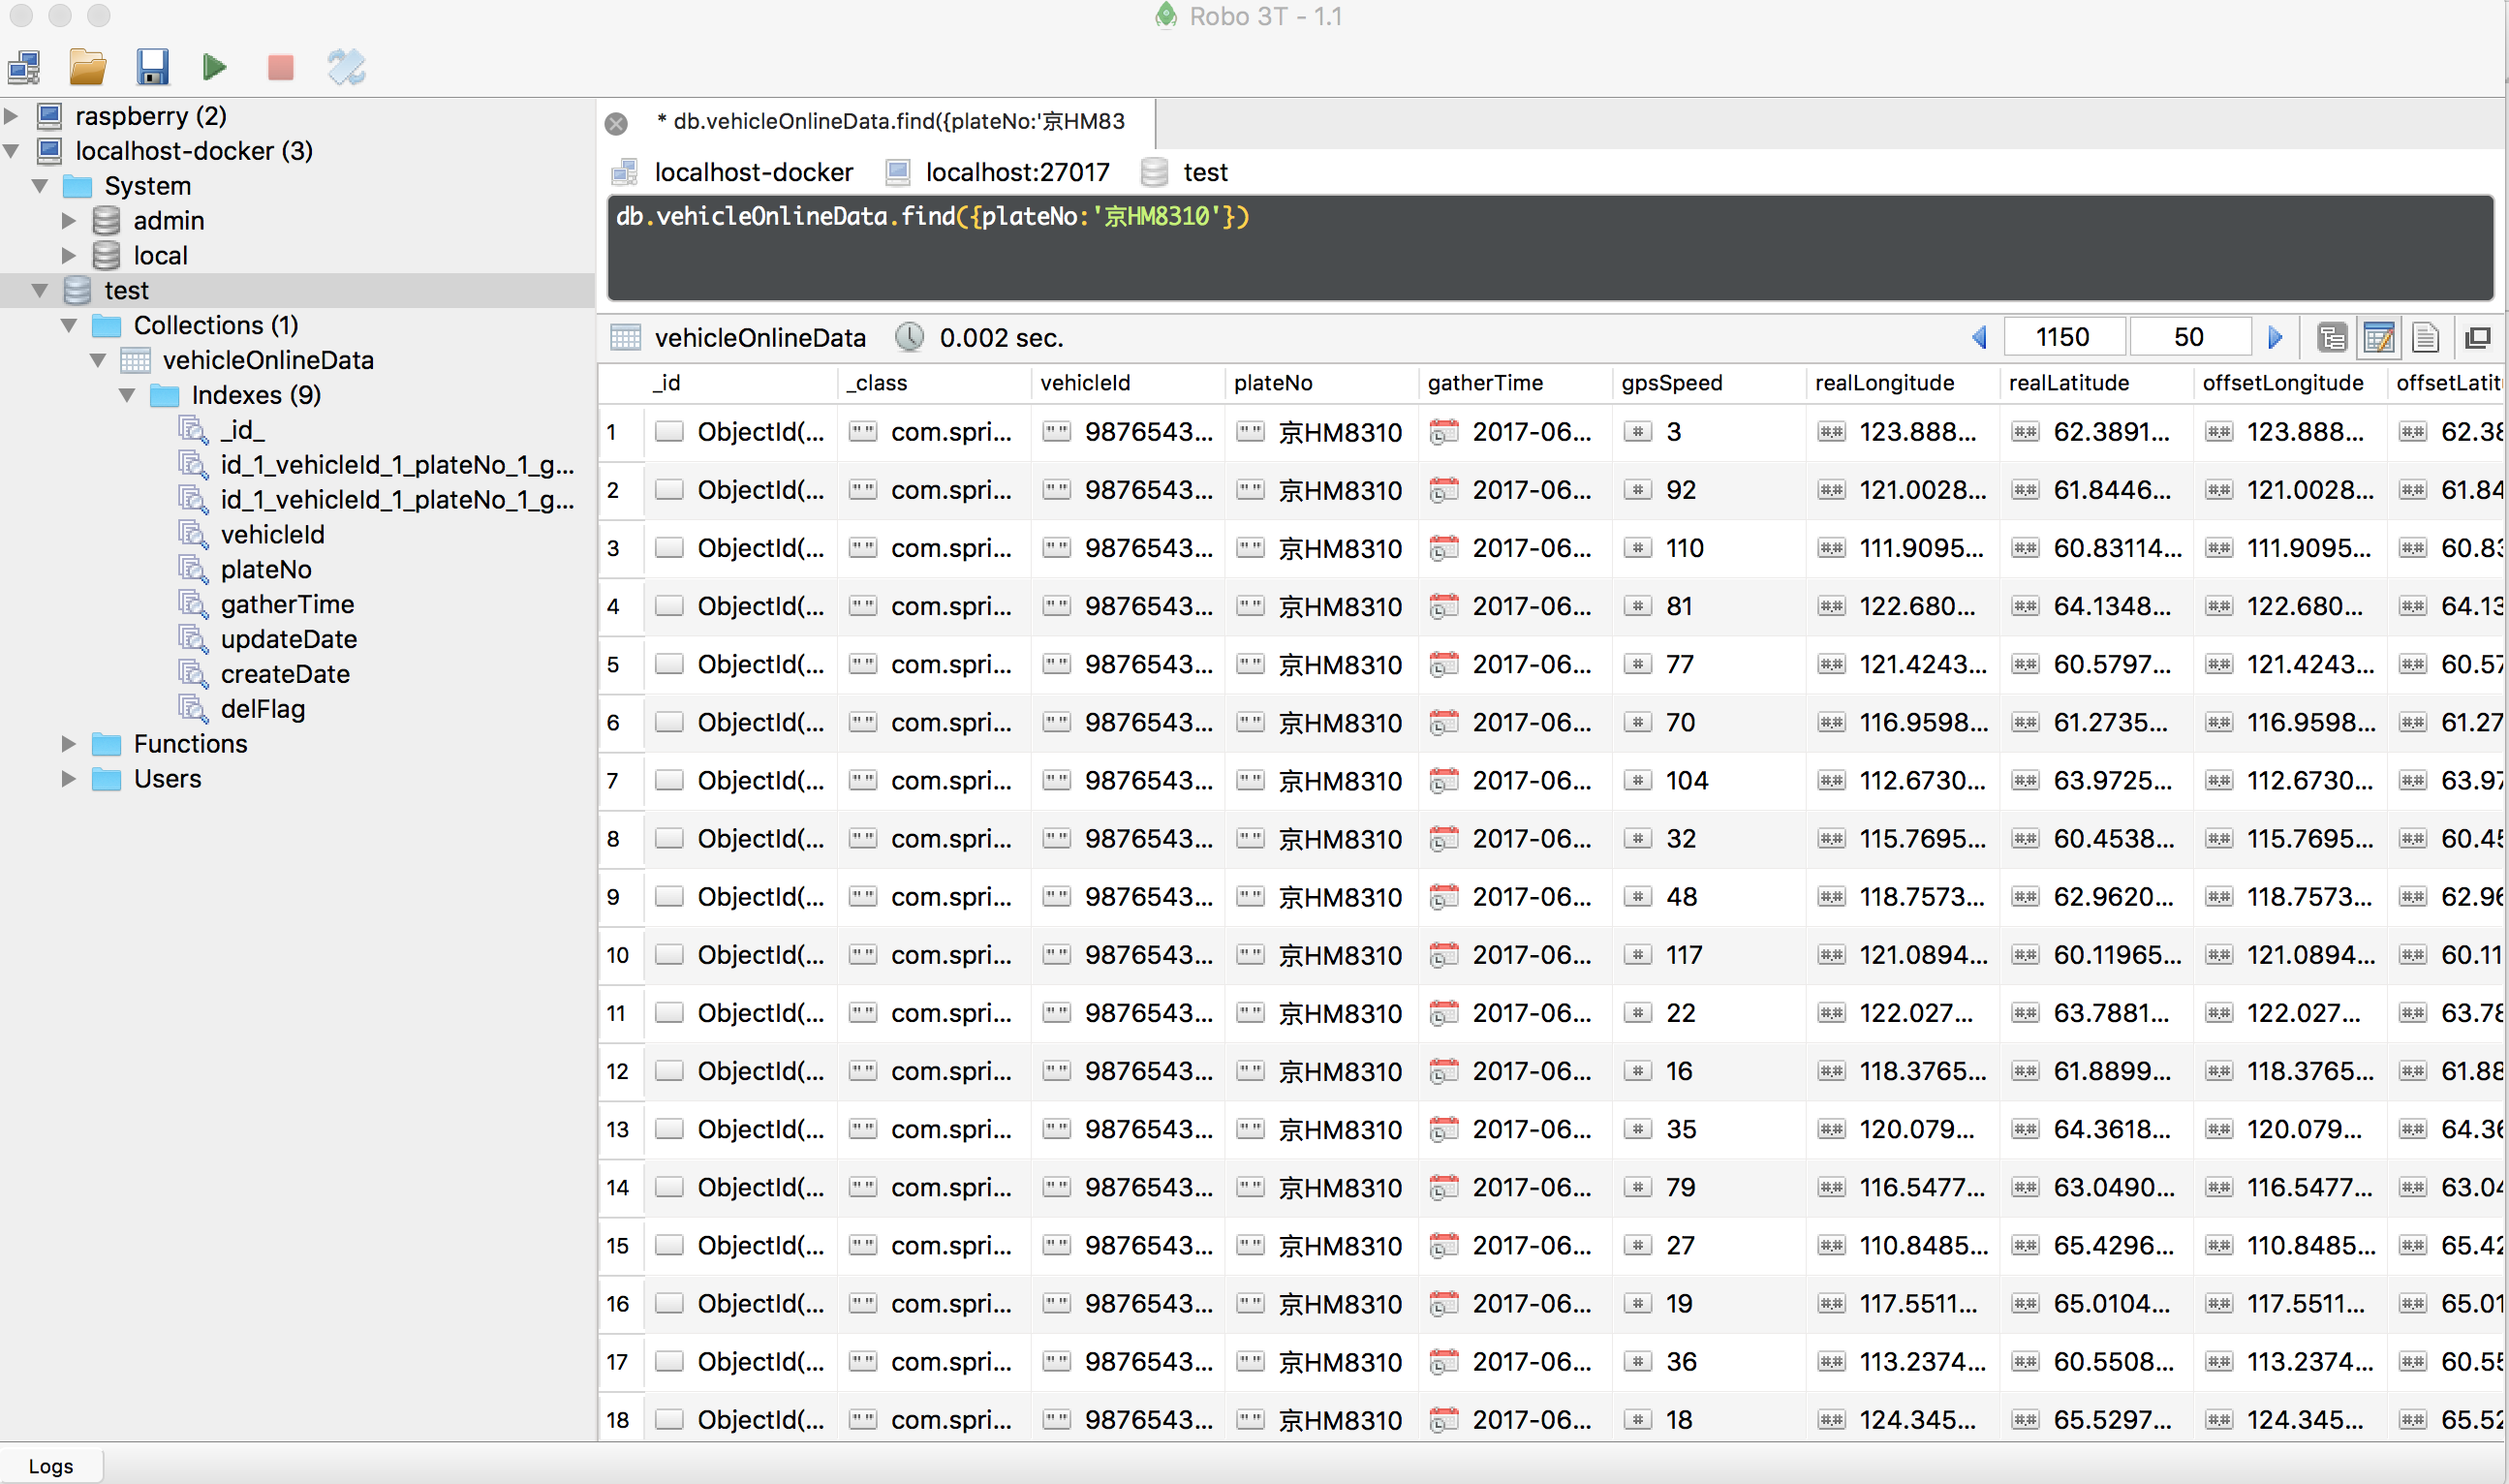 Robo 3T - 1.1
raspberry (2)
localhost-docker (3)
System
admin
local
test
Collections (1)
vehicleOnlineData
Indexes (9)
_id_
id_1_vehicleId_1_plateNo_1_g...
id_1_vehicleId_1_plateNo_1_g...
vehicleId
plateNo
gatherTime
updateDate
createDate
delFlag
Functions
Users
* db.vehicleOnlineData.find({plateNo:'京HM83
localhost-docker localhost:27017 test
db.vehicleOnlineData.find({plateNo:'京HM8310'})
vehicleOnlineData 0.002 sec. 1150 50
_id _class vehicleId plateNo gatherTime gpsSpeed realLongitude realLatitude offsetLongitude offsetLatit
1 ObjectId(... com.spri... 9876543... 京HM8310 2017-06... 3 123.888... 62.3891... 123.888... 62.38
2 ObjectId(... com.spri... 9876543... 京HM8310 2017-06... 92 121.0028... 61.8446... 121.0028... 61.84
3 ObjectId(... com.spri... 9876543... 京HM8310 2017-06... 110 111.9095... 60.83114... 111.9095... 60.83
4 ObjectId(... com.spri... 9876543... 京HM8310 2017-06... 81 122.680... 64.1348... 122.680... 64.13
5 ObjectId(... com.spri... 9876543... 京HM8310 2017-06... 77 121.4243... 60.5797... 121.4243... 60.57
6 ObjectId(... com.spri... 9876543... 京HM8310 2017-06... 70 116.9598... 61.2735... 116.9598... 61.27
7 ObjectId(... com.spri... 9876543... 京HM8310 2017-06... 104 112.6730... 63.9725... 112.6730... 63.97
8 ObjectId(... com.spri... 9876543... 京HM8310 2017-06... 32 115.7695... 60.4538... 115.7695... 60.45
9 ObjectId(... com.spri... 9876543... 京HM8310 2017-06... 48 118.7573... 62.9620... 118.7573... 62.96
10 ObjectId(... com.spri... 9876543... 京HM8310 2017-06... 117 121.0894... 60.11965... 121.0894... 60.11
11 ObjectId(... com.spri... 9876543... 京HM8310 2017-06... 22 122.027... 63.7881... 122.027... 63.78
12 ObjectId(... com.spri... 9876543... 京HM8310 2017-06... 16 118.3765... 61.8899... 118.3765... 61.88
13 ObjectId(... com.spri... 9876543... 京HM8310 2017-06... 35 120.079... 64.3618... 120.079... 64.36
14 ObjectId(... com.spri... 9876543... 京HM8310 2017-06... 79 116.5477... 63.0490... 116.5477... 63.04
15 ObjectId(... com.spri... 9876543... 京HM8310 2017-06... 27 110.8485... 65.4296... 110.8485... 65.42
16 ObjectId(... com.spri... 9876543... 京HM8310 2017-06... 19 117.5511... 65.0104... 117.5511... 65.01
17 ObjectId(... com.spri... 9876543... 京HM8310 2017-06... 36 113.2374... 60.5508... 113.2374... 60.55
18 ObjectId(... com.spri... 9876543... 京HM8310 2017-06... 18 124.345... 65.5297... 124.345... 65.52
Logs